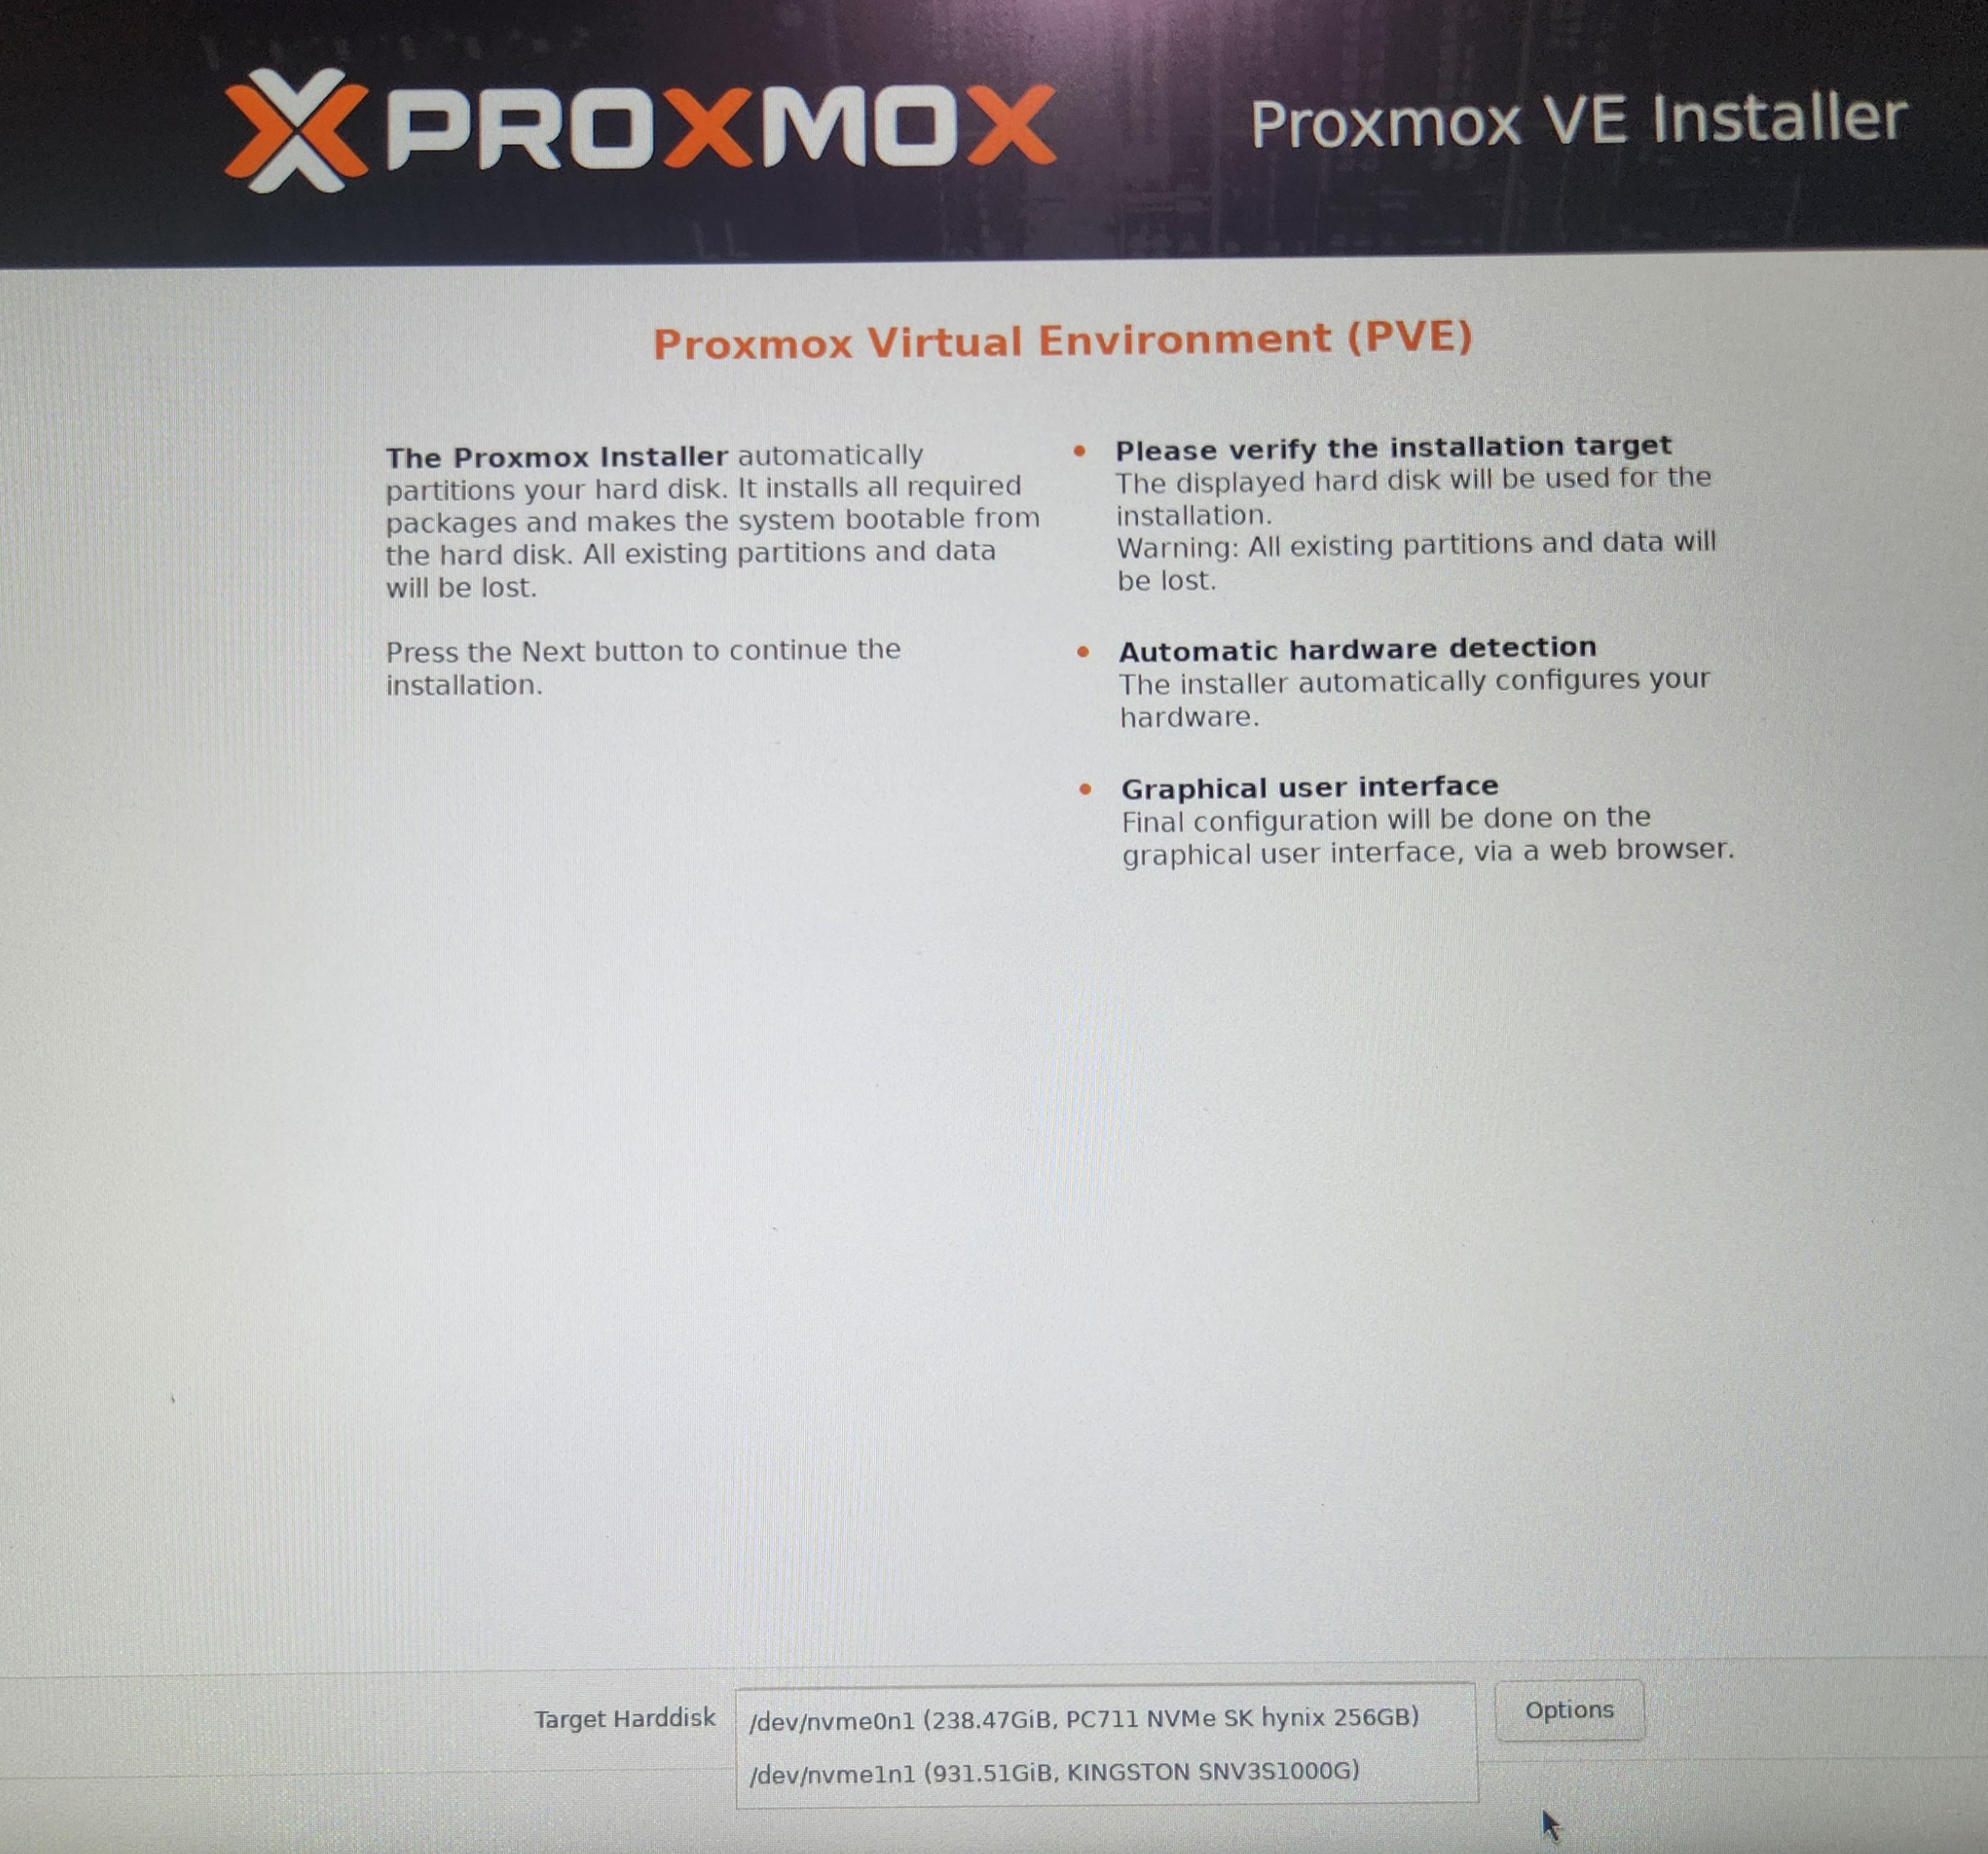 PROXMOX
Proxmox VE Installer
Proxmox Virtual Environment (PVE)
The Proxmox Installer automatically
partitions your hard disk. It installs all required
packages and makes the system bootable from
the hard disk. All existing partitions and data
will be lost.
Press the Next button to continue the
installation.
Please verify the installation target
The displayed hard disk will be used for the
installation.
Warning: All existing partitions and data will
be lost.
Automatic hardware detection
The installer automatically configures your
hardware.
Graphical user interface
Final configuration will be done on the
graphical user interface, via a web browser.
Target Harddisk
/dev/nvme0n1 (238.47GiB, PC711 NVMe SK hynix 256GB)
/dev/nvme1n1 (931.51GiB, KINGSTON SNV3S1000G)
Options